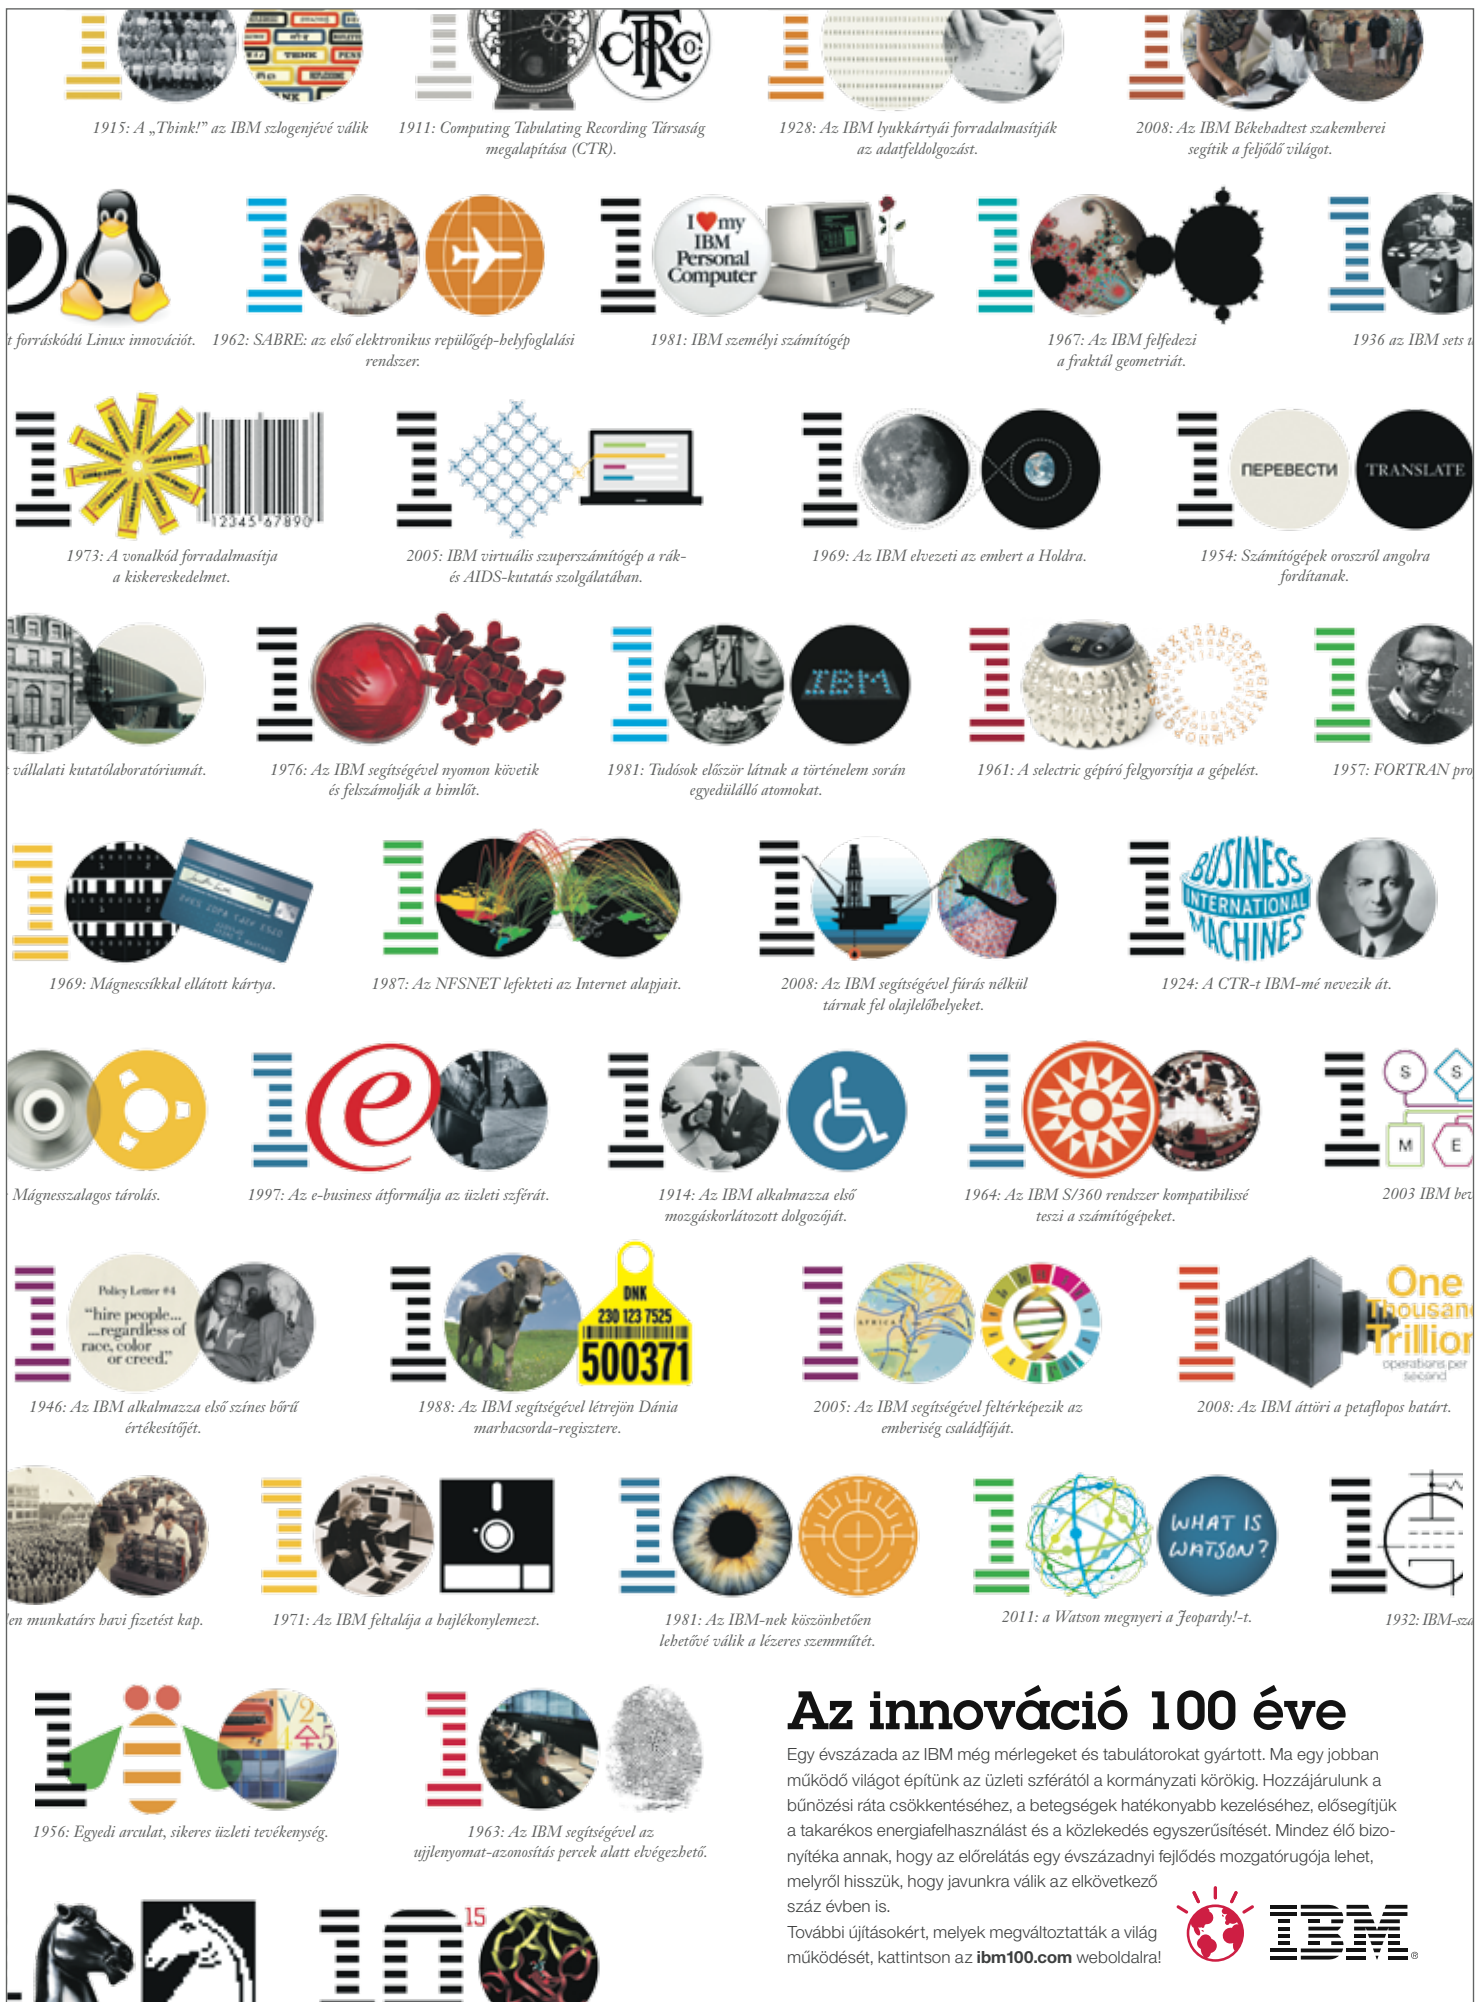 THINK
CTR Co.
1915: A „Think!” az IBM szlogenjévé válik
1911: Computing Tabulating Recording Társaság
megalapítása (CTR).
1928: Az IBM lyukkártyái forradalmasítják
az adatfeldolgozást.
2008: Az IBM Békehadtest szakemberei
segítik a feljődő világot.
I my
IBM
Personal
Computer
t forráskódú Linux innovációt.
1962: SABRE: az első elektronikus repülőgép-helyfoglalási
rendszer.
1981: IBM személyi számítógép
1967: Az IBM felfedezi
a fraktál geometriát.
1936 az IBM sets
12345 67890
ПЕРЕВЕСТИ
TRANSLATE
1973: A vonalkód forradalmasítja
a kiskereskedelmet.
2005: IBM virtuális szuperszámítógép a rák-
és AIDS-kutatás szolgálatában.
1969: Az IBM elvezeti az embert a Holdra.
1954: Számítógépek oroszról angolra
fordítanak.
IBM
vállalati kutatólaboratóriumát.
1976: Az IBM segítségével nyomon követik
és felszámolják a himlőt.
1981: Tudósok először látnak a történelem során
egyedülálló atomokat.
1961: A selectric gépíró felgyorsítja a gépelést.
1957: FORTRAN pro
BUSINESS
INTERNATIONAL
MACHINES
1969: Mágnescsíkkal ellátott kártya.
1987: Az NFSNET lefekteti az Internet alapjait.
2008: Az IBM segítségével fúrás nélkül
tárnak fel olajlelőhelyeket.
1924: A CTR-t IBM-mé nevezik át.
e
S S
M E
Mágnesszalagos tárolás.
1997: Az e-business átformálja az üzleti szférát.
1914: Az IBM alkalmazza első
mozgáskorlátozott dolgozóját.
1964: Az IBM S/360 rendszer kompatibilissé
teszi a számítógépeket.
2003 IBM bev
Policy Letter #4
“hire people...
...regardless of
race, color
or creed.”
DNK
230 123 7525
500371
AFRICA
One
Thousan
Trillion
operations per
second
1946: Az IBM alkalmazza első színes bőrű
értékesítőjét.
1988: Az IBM segítségével létrejön Dánia
marhacsorda-regisztere.
2005: Az IBM segítségével feltérképezik az
emberiség családfáját.
2008: Az IBM áttöri a petaflopos határt.
WHAT IS
WATSON?
en munkatárs havi fizetést kap.
1971: Az IBM feltalája a hajlékonylemezt.
1981: Az IBM-nek köszönhetően
lehetővé válik a lézeres szemműtét.
2011: a Watson megnyeri a Jeopardy!-t.
1932: IBM-sza
1956: Egyedi arculat, sikeres üzleti tevékenység.
1963: Az IBM segítségével az
ujjlenyomat-azonosítás percek alatt elvégezhető.
Az innováció 100 éve
Egy évszázada az IBM még mérlegeket és tabulátorokat gyártott. Ma egy jobban
működő világot építünk az üzleti szférától a kormányzati körökig. Hozzájárulunk a
bűnözési ráta csökkentéséhez, a betegségek hatékonyabb kezeléséhez, elősegítjük
a takarékos energiafelhasználást és a közlekedés egyszerűsítését. Mindez élő bizo-
nyítéka annak, hogy az előrelátás egy évszázadnyi fejlődés mozgatórugója lehet,
melyről hisszük, hogy javunkra válik az elkövetkező
száz évben is.
További újításokért, melyek megváltoztatták a világ
működését, kattintson az ibm100.com weboldalra!
IBM®
10 15